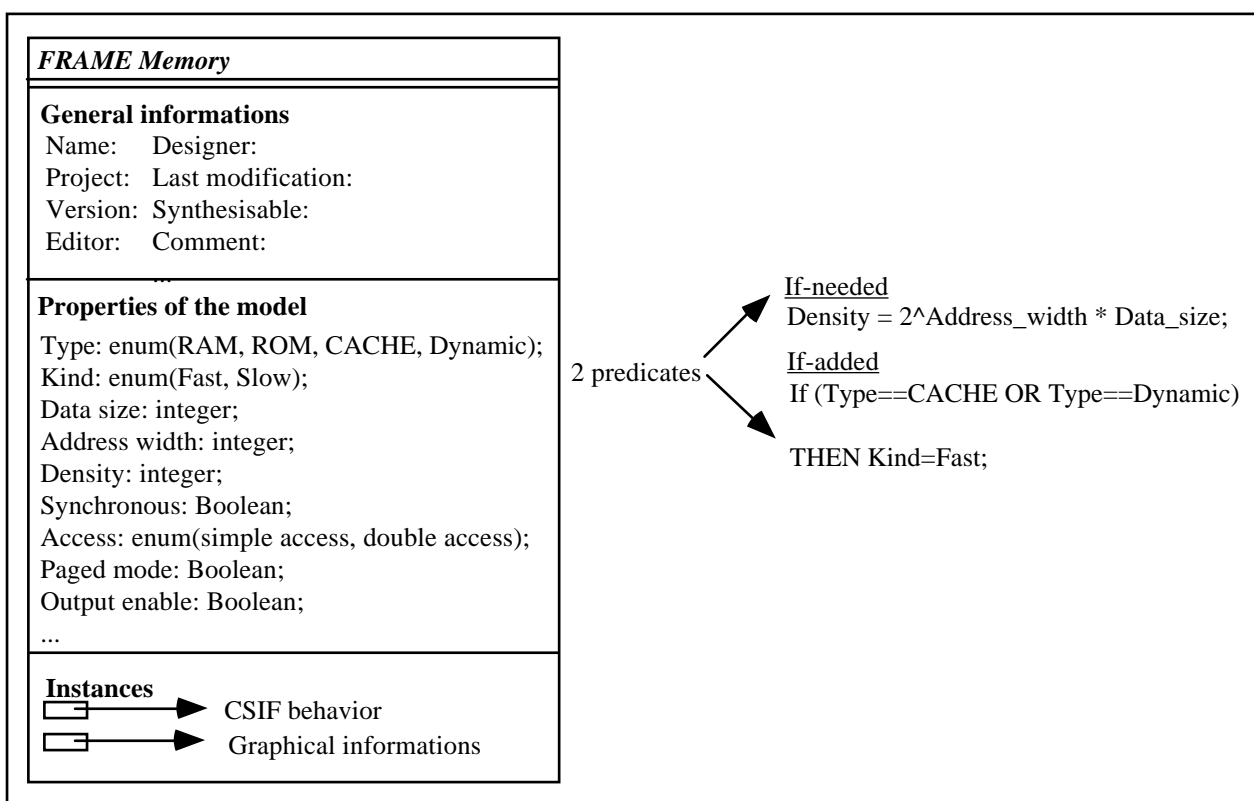 FRAME Memory
General informations
Name: Designer:
Project: Last modification:
Version: Synthesisable:
Editor: Comment:
...
Properties of the model
Type: enum(RAM, ROM, CACHE, Dynamic);
Kind: enum(Fast, Slow);
Data size: integer;
Address width: integer;
Density: integer;
Synchronous: Boolean;
Access: enum(simple access, double access);
Paged mode: Boolean;
Output enable: Boolean;
...
Instances
CSIF behavior
Graphical informations
2 predicates
If-needed
Density = 2^Address_width * Data_size;
If-added
If (Type==CACHE OR Type==Dynamic)
THEN Kind=Fast;